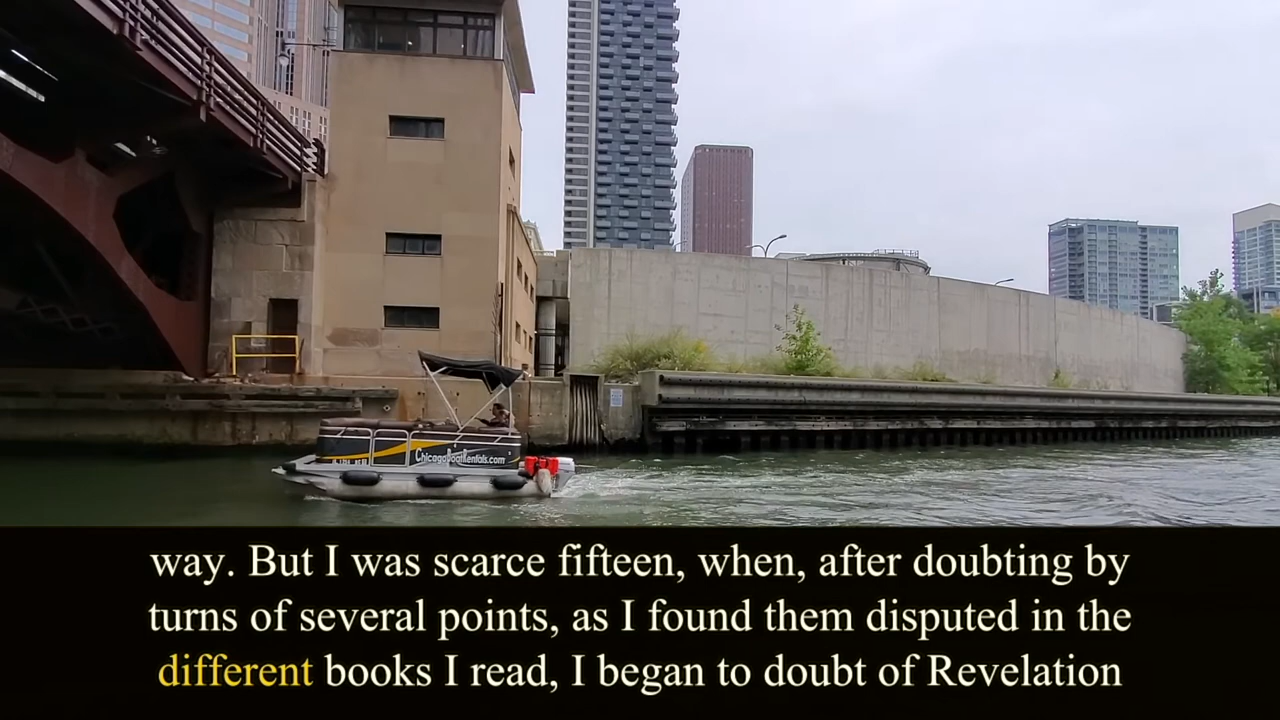 ChicagoBoatRentals.com
way. But I was scarce fifteen, when, after doubting by
turns of several points, as I found them disputed in the
different books I read, I began to doubt of Revelation